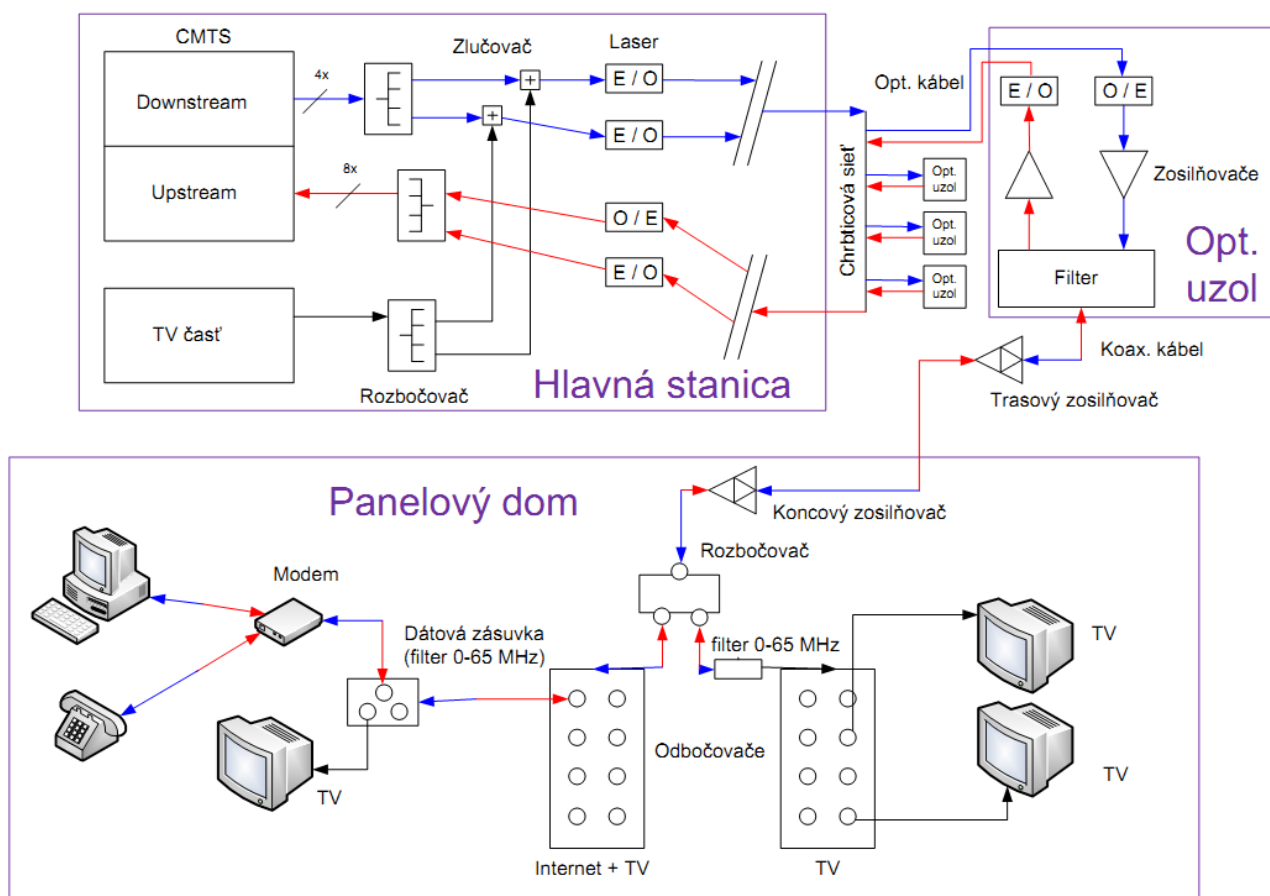 CMTS
Zlučovač
Laser
Downstream
4x
E / O
E / O
Upstream
8x
O / E
E / O
TV časť
Rozbočovač
Hlavná stanica
Opt. kábel
Chrbticová sieť
Opt.
uzol
Opt.
uzol
Opt.
uzol
E / O
O / E
Zosilňovače
Filter
Opt.
uzol
Koax. kábel
Trasový zosilňovač
Panelový dom
Koncový zosilňovač
Rozbočovač
Modem
Dátová zásuvka
(filter 0-65 MHz)
filter 0-65 MHz
TV
Odbočovače
TV
TV
Internet + TV
TV